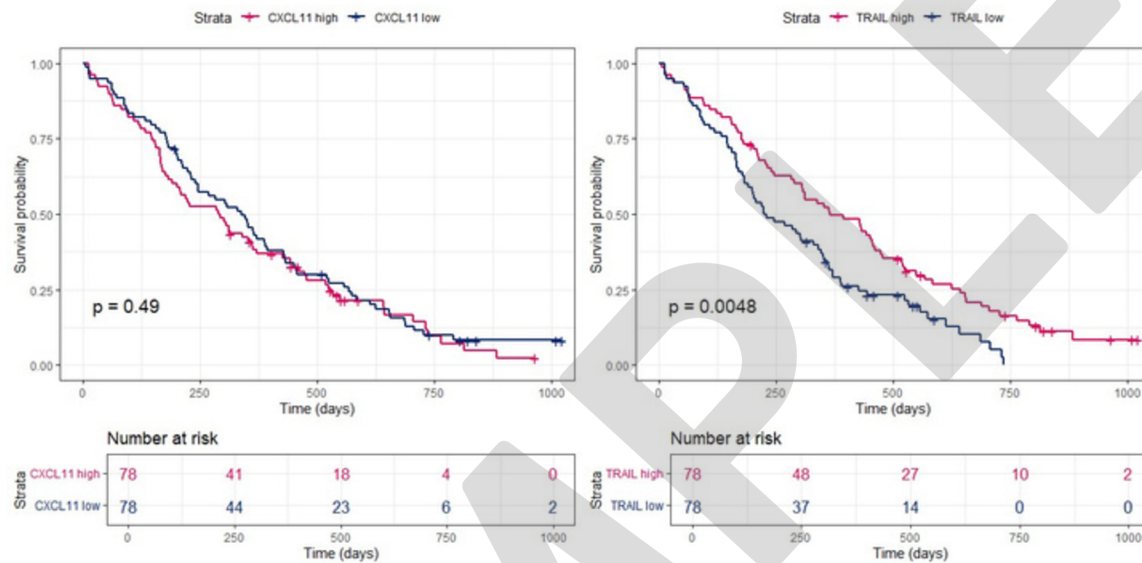 Strata CXCL11 high CXCL11 low
Survival probability
1.00
0.75
0.50
0.25
0.00
p = 0.49
0 250 500 750 1000
Time (days)
Number at risk
Strata
CXCL11 high 78 41 18 4 0
CXCL11 low 78 44 23 6 2
0 250 500 750 1000
Time (days)
Strata TRAIL high TRAIL low
Survival probability
1.00
0.75
0.50
0.25
0.00
p = 0.0048
0 250 500 750 1000
Time (days)
Number at risk
Strata
TRAIL high 78 48 27 10 2
TRAIL low 78 37 14 0 0
0 250 500 750 1000
Time (days)